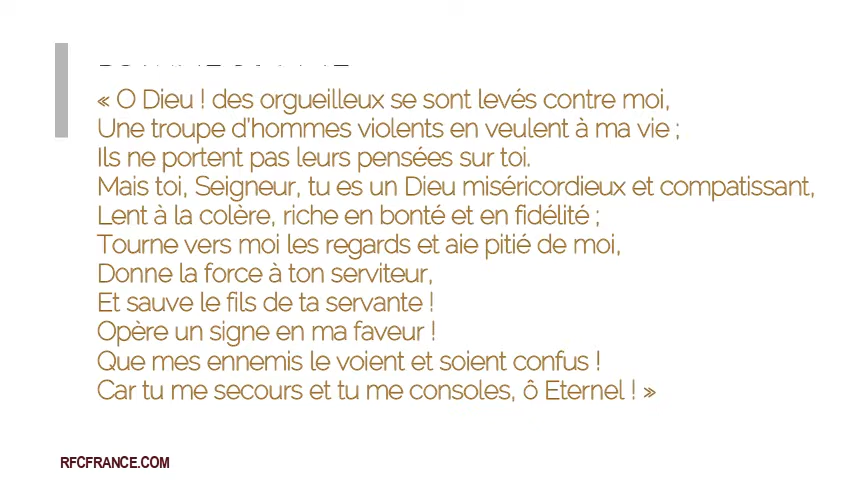 « O Dieu ! des orgueilleux se sont levés contre moi,
Une troupe d'hommes violents en veulent à ma vie ;
Ils ne portent pas leurs pensées sur toi.
Mais toi, Seigneur, tu es un Dieu miséricordieux et compatissant,
Lent à la colère, riche en bonté et en fidélité ;
Tourne vers moi les regards et aie pitié de moi,
Donne la force à ton serviteur,
Et sauve le fils de ta servante !
Opère un signe en ma faveur !
Que mes ennemis le voient et soient confus !
Car tu me secours et tu me consoles, ô Eternel ! »
RFCFRANCE.COM